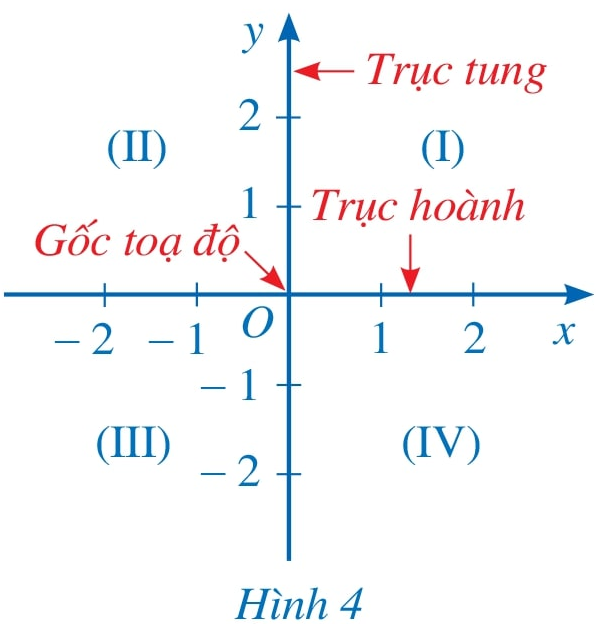 y
Trục tung
2
(II)
(I)
1
Trục hoành
Gốc toạ độ
O
– 2
– 1
1
2
x
– 1
(III)
(IV)
– 2
Hình 4